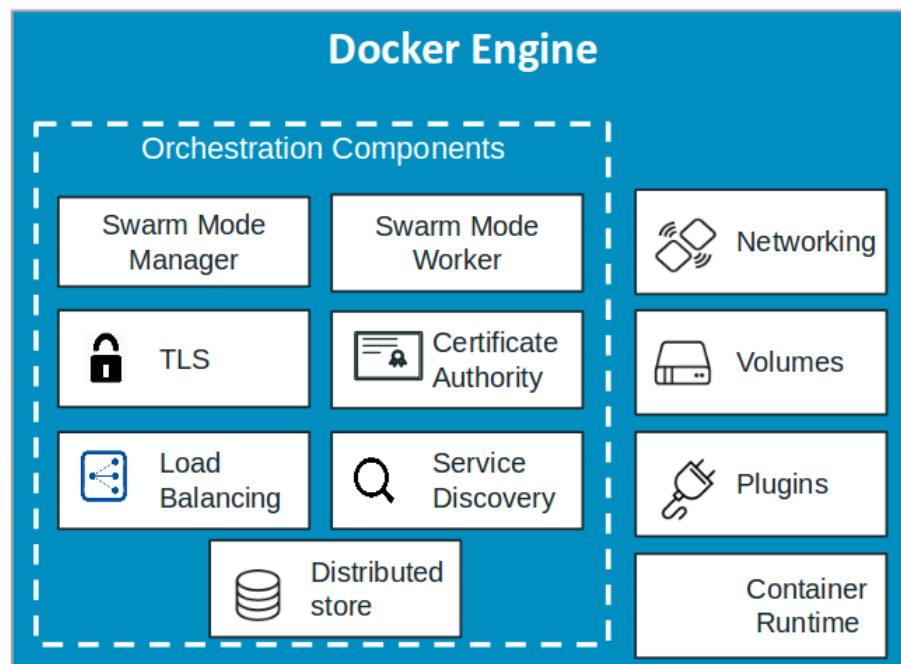 Docker Engine
Orchestration Components
Swarm Mode
Manager
Swarm Mode
Worker
TLS
Certificate
Authority
Load
Balancing
Service
Discovery
Distributed
store
Networking
Volumes
Plugins
Container
Runtime